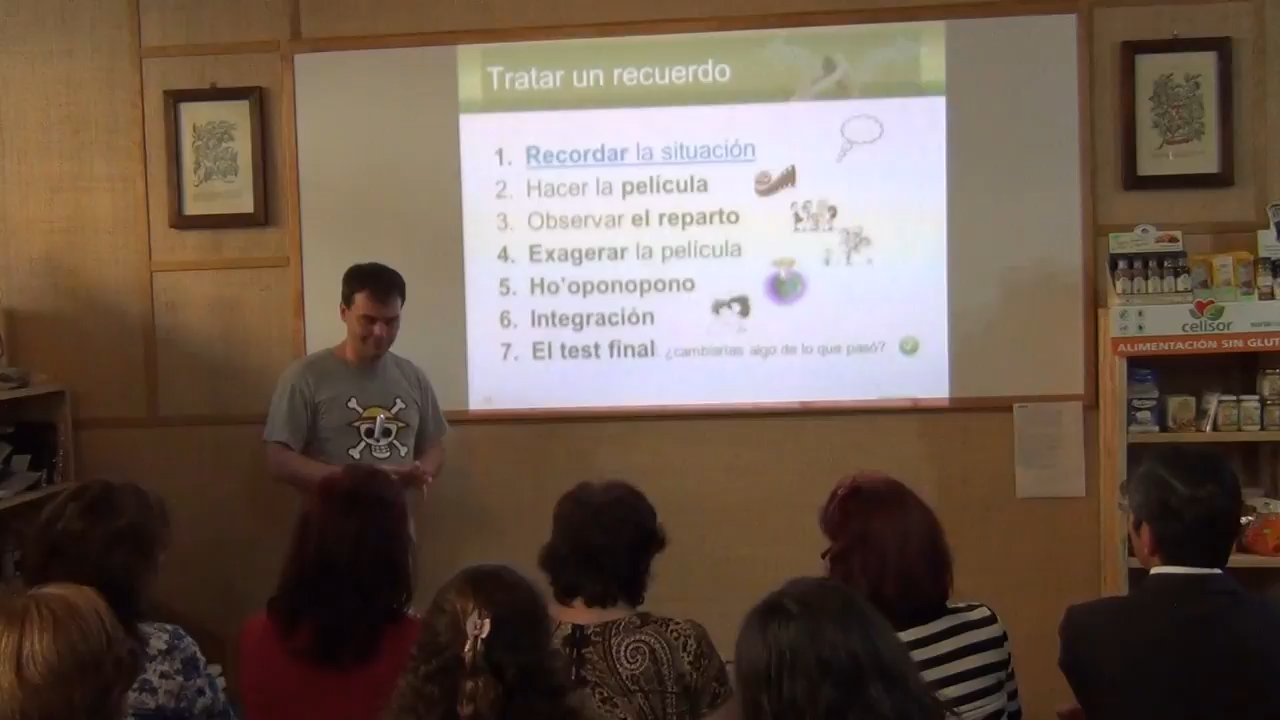 Tratar un recuerdo
1. Recordar la situación
2. Hacer la película
3. Observar el reparto
4. Exagerar la película
5. Ho'oponopono
6. Integración
7. El test final ¿cambiarías algo de lo que pasó?
celisor
ALIMENTACIÓN SIN GLUT